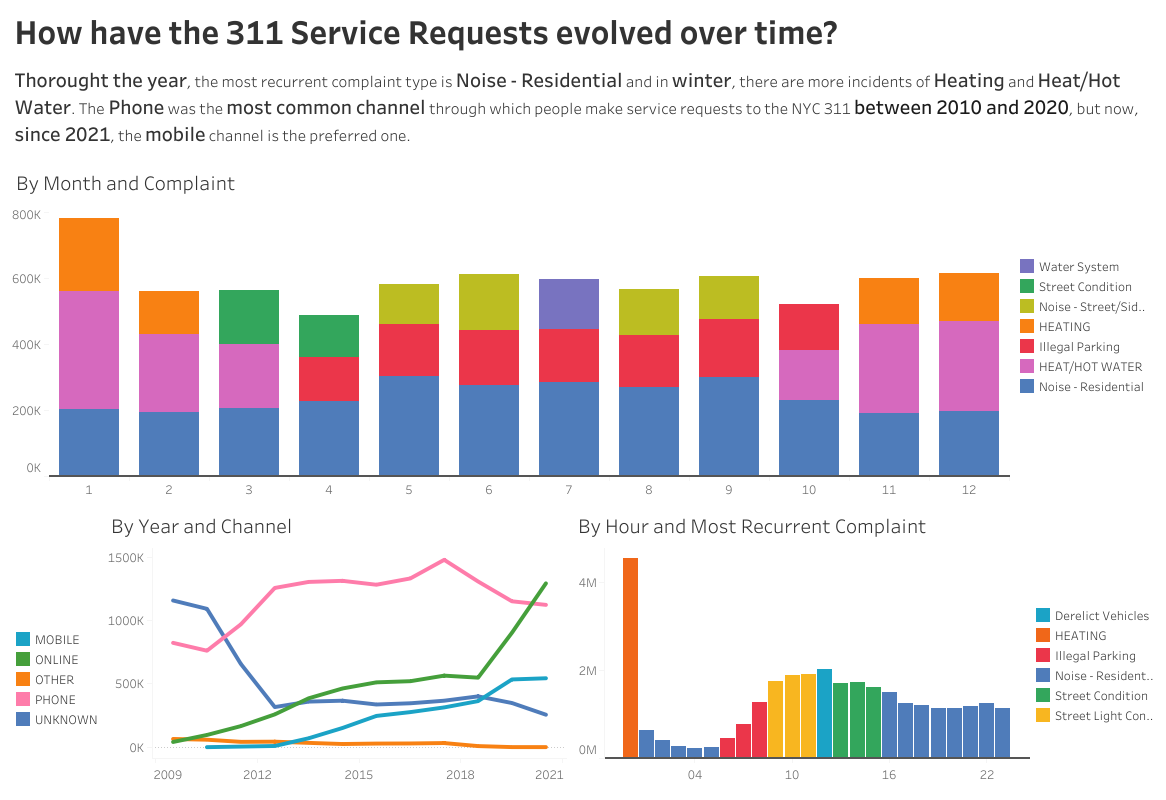 How have the 311 Service Requests evolved over time?
Thorought the year, the most recurrent complaint type is Noise - Residential and in winter, there are more incidents of Heating and Heat/Hot
Water. The Phone was the most common channel through which people make service requests to the NYC 311 between 2010 and 2020, but now,
since 2021, the mobile channel is the preferred one.
By Month and Complaint
800K
600K
400K
200K
0K
1 2 3 4 5 6 7 8 9 10 11 12
Water System
Street Condition
Noise - Street/Sid..
HEATING
Illegal Parking
HEAT/HOT WATER
Noise - Residential
By Year and Channel
1500K
1000K
500K
0K
2009 2012 2015 2018 2021
MOBILE
ONLINE
OTHER
PHONE
UNKNOWN
By Hour and Most Recurrent Complaint
4M
2M
0M
04 10 16 22
Derelict Vehicles
HEATING
Illegal Parking
Noise - Resident..
Street Condition
Street Light Con..